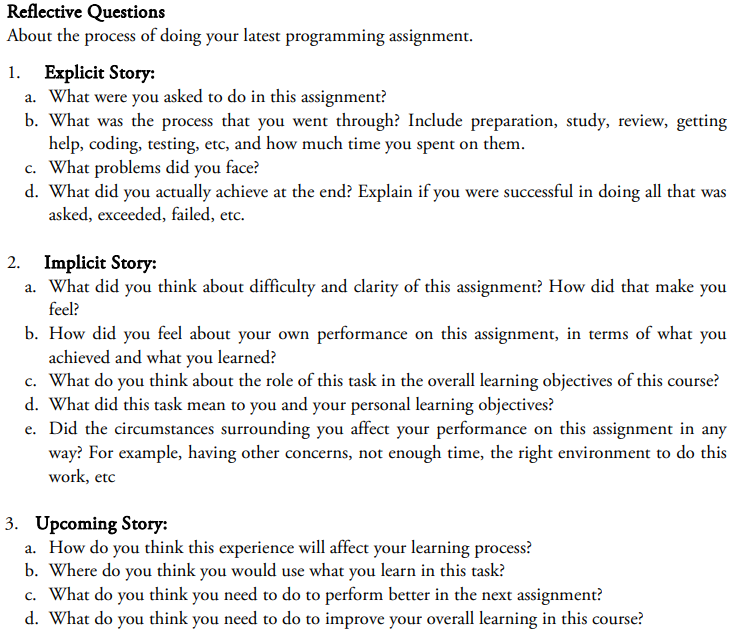 Reflective Questions
About the process of doing your latest programming assignment.
1. Explicit Story:
a. What were you asked to do in this assignment?
b. What was the process that you went through? Include preparation, study, review, getting
help, coding, testing, etc, and how much time you spent on them.
c. What problems did you face?
d. What did you actually achieve at the end? Explain if you were successful in doing all that was
asked, exceeded, failed, etc.
2. Implicit Story:
a. What did you think about difficulty and clarity of this assignment? How did that make you
feel?
b. How did you feel about your own performance on this assignment, in terms of what you
achieved and what you learned?
c. What do you think about the role of this task in the overall learning objectives of this course?
d. What did this task mean to you and your personal learning objectives?
e. Did the circumstances surrounding you affect your performance on this assignment in any
way? For example, having other concerns, not enough time, the right environment to do this
work, etc
3. Upcoming Story:
a. How do you think this experience will affect your learning process?
b. Where do you think you would use what you learn in this task?
c. What do you think you need to do to perform better in the next assignment?
d. What do you think you need to do to improve your overall learning in this course?